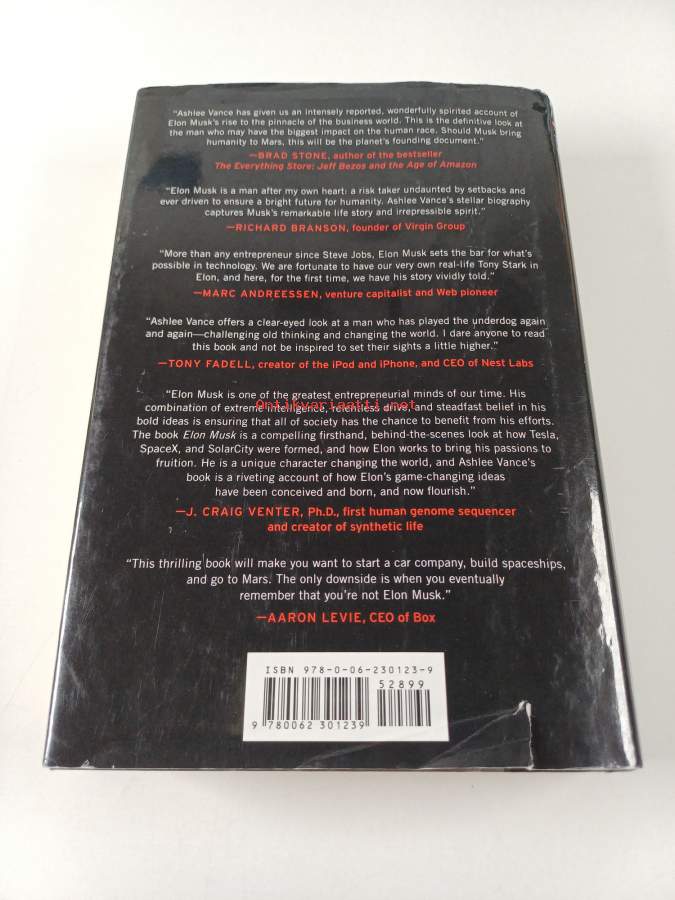 “Ashlee Vance has given us an intensely reported, wonderfully spirited account of
Elon Musk's rise to the pinnacle of the business world. This is the definitive look at
the man who may have the biggest impact on the human race. Should Musk bring
humanity to Mars, this will be the planet's founding document.”
—BRAD STONE, author of the bestseller
The Everything Store: Jeff Bezos and the Age of Amazon
“Elon Musk is a man after my own heart: a risk taker undaunted by setbacks and
ever driven to ensure a bright future for humanity. Ashlee Vance's stellar biography
captures Musk's remarkable life story and irrepressible spirit.”
—RICHARD BRANSON, founder of Virgin Group
“More than any entrepreneur since Steve Jobs, Elon Musk sets the bar for what's
possible in technology. We are fortunate to have our very own real-life Tony Stark in
Elon, and here, for the first time, we have his story vividly told.”
—MARC ANDREESSEN, venture capitalist and Web pioneer
“Ashlee Vance offers a clear-eyed look at a man who has played the underdog again
and again—challenging old thinking and changing the world. I dare anyone to read
this book and not be inspired to set their sights a little higher.”
—TONY FADELL, creator of the iPod and iPhone, and CEO of Nest Labs
“Elon Musk is one of the greatest entrepreneurial minds of our time. His
combination of extreme intelligence, relentless drive, and steadfast belief in his
Antikvariaatti.net
bold ideas is ensuring that all of society has the chance to benefit from his efforts.
The book Elon Musk is a compelling firsthand, behind-the-scenes look at how Tesla,
SpaceX, and SolarCity were formed, and how Elon works to bring his passions to
fruition. He is a unique character changing the world, and Ashlee Vance's
book is a riveting account of how Elon's game-changing ideas
have been conceived and born, and now flourish.”
—J. CRAIG VENTER, Ph.D., first human genome sequencer
and creator of synthetic life
“This thrilling book will make you want to start a car company, build spaceships,
and go to Mars. The only downside is when you eventually
remember that you're not Elon Musk.”
—AARON LEVIE, CEO of Box
ISBN 978-0-06-230123-9
52899
9 780062 301239